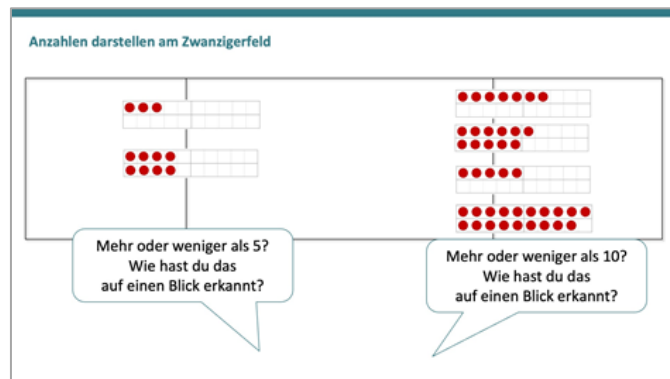 Anzahlen darstellen am Zwanzigerfeld
Mehr oder weniger als 5?
Wie hast du das
auf einen Blick erkannt?
Mehr oder weniger als 10?
Wie hast du das
auf einen Blick erkannt?